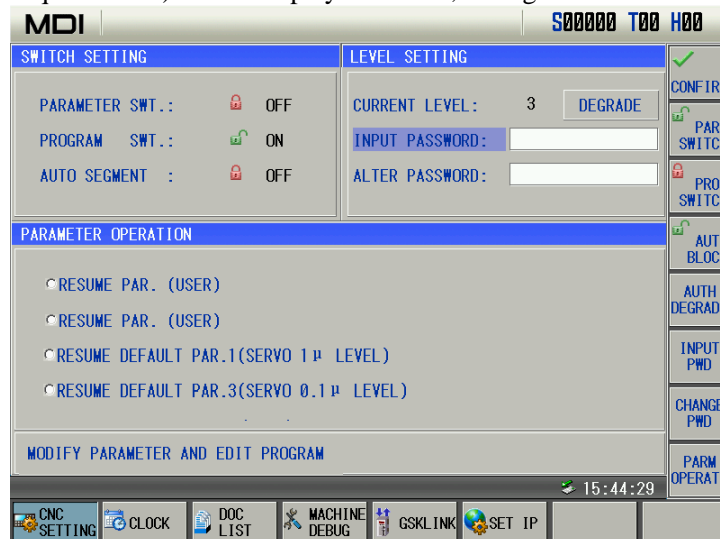 MDI S00000 T00 H00
SWITCH SETTING
PARAMETER SWT.: OFF
PROGRAM SWT.: ON
AUTO SEGMENT : OFF
LEVEL SETTING
CURRENT LEVEL: 3 DEGRADE
INPUT PASSWORD:
ALTER PASSWORD:
PARAMETER OPERATION
RESUME PAR. (USER)
RESUME PAR. (USER)
RESUME DEFAULT PAR.1(SERVO 1μ LEVEL)
RESUME DEFAULT PAR.3(SERVO 0.1μ LEVEL)
MODIFY PARAMETER AND EDIT PROGRAM
15:44:29
CONFIR
PAR
SWITC
PRO
SWITC
AUT
BLOC
AUTH
DEGRAD
INPUT
PWD
CHANGE
PWD
PARM
OPERAT
CNC
SETTING
CLOCK
DOC
LIST
MACHINE
DEBUG
GSKLINK
SET IP